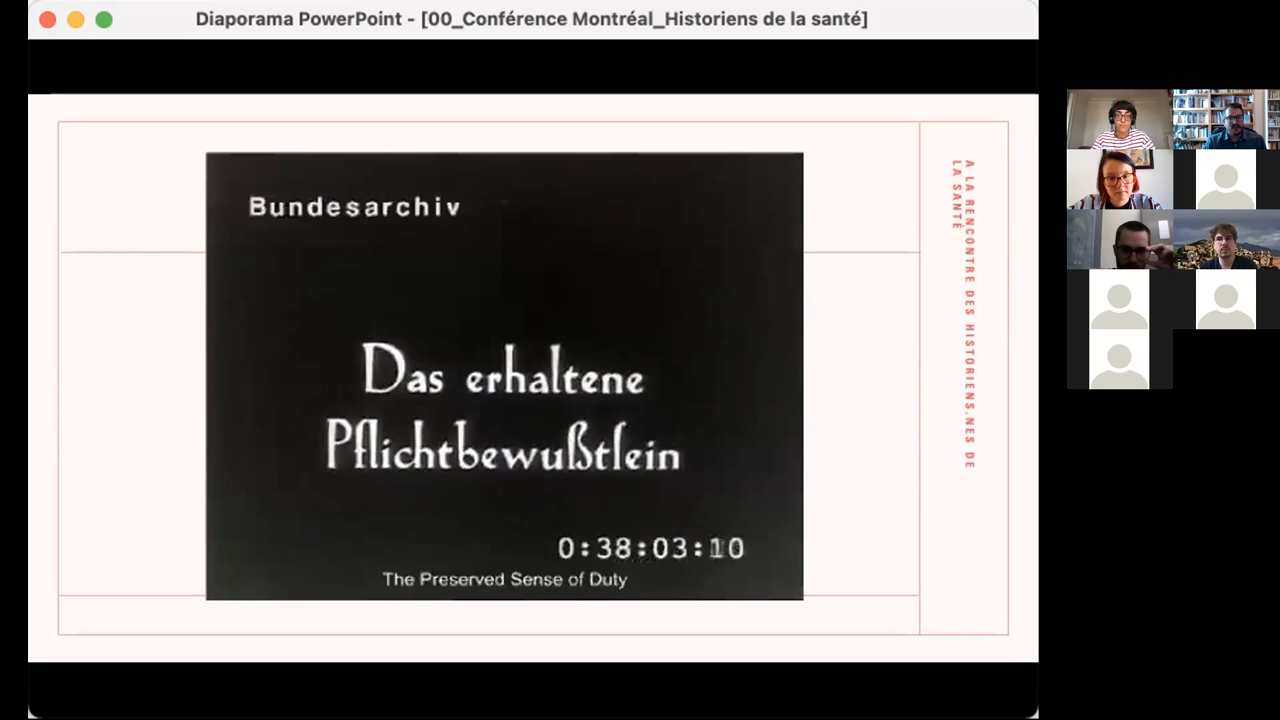 Diaporama PowerPoint - [00_Conférence Montréal_Historiens de la santé]
Bundesarchiv
Das erhaltene
Pflichtbewußtſein
0:38:03:10
The Preserved Sense of Duty
A LA RENCONTRE DES HISTORIENS.NES DE
LA SANTÉ